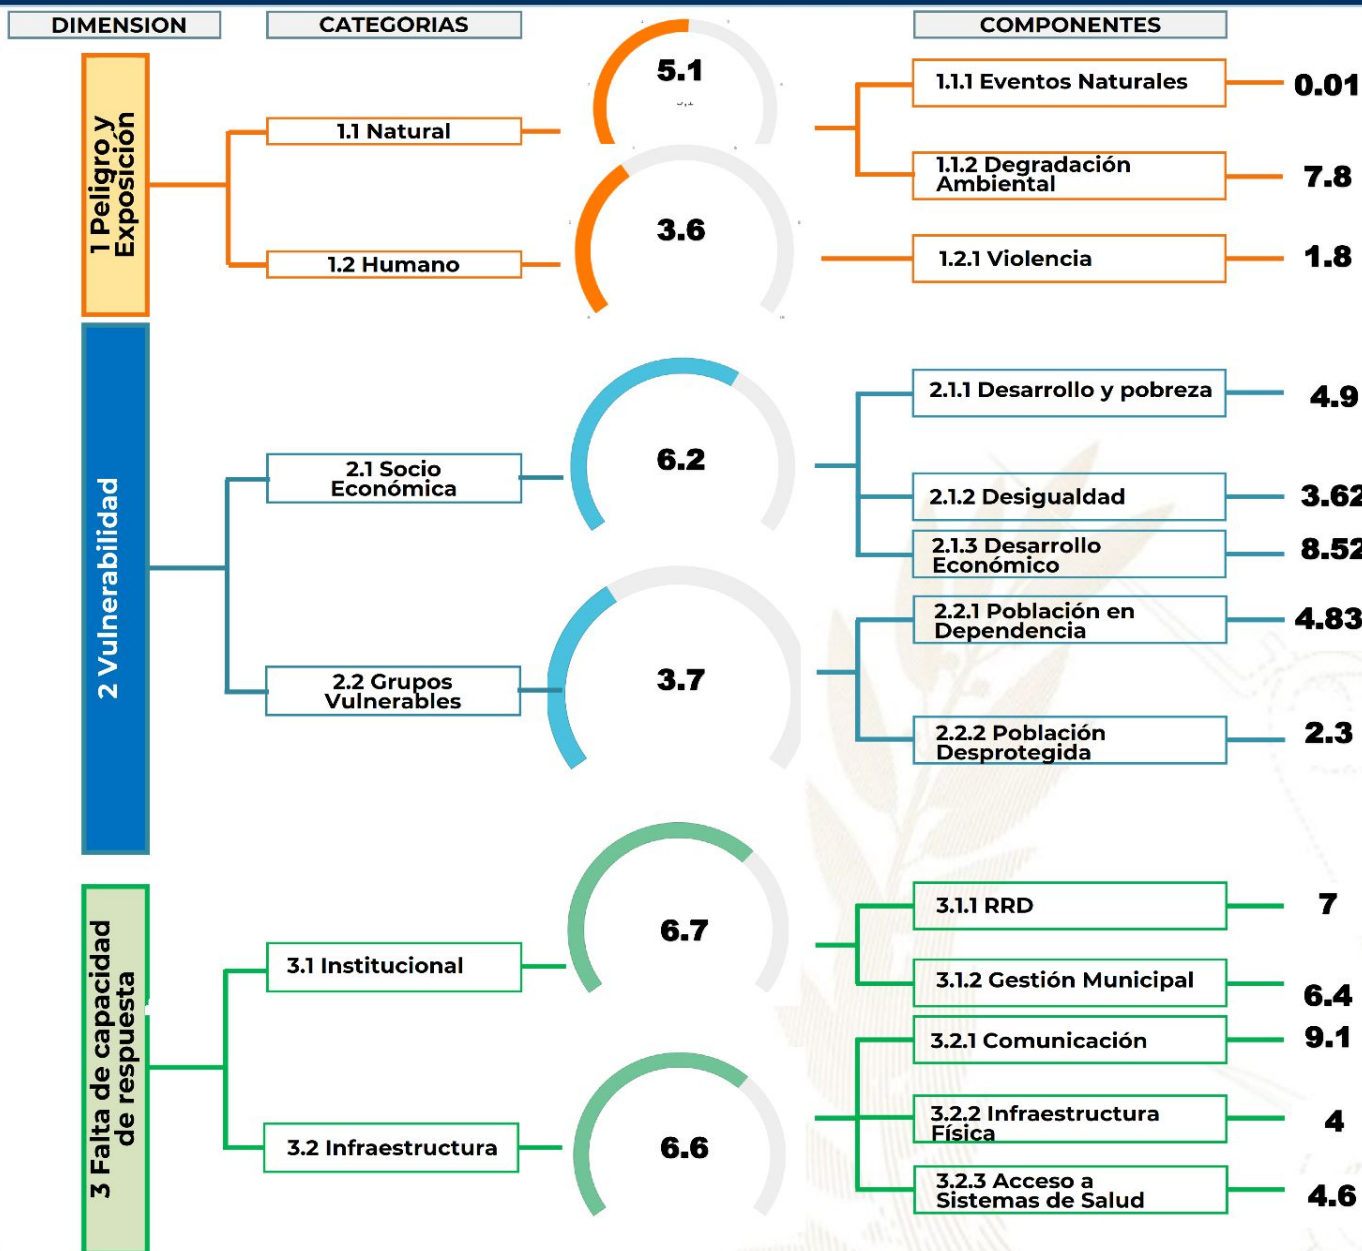 DIMENSION
CATEGORIAS
COMPONENTES
1 Peligro y
Exposición
1.1 Natural
5.1
1.1.1 Eventos Naturales
0.01
1.1.2 Degradación
Ambiental
7.8
1.2 Humano
3.6
1.2.1 Violencia
1.8
2 Vulnerabilidad
2.1 Socio
Económica
6.2
2.1.1 Desarrollo y pobreza
4.9
2.1.2 Desigualdad
3.62
2.1.3 Desarrollo
Económico
8.52
2.2 Grupos
Vulnerables
3.7
2.2.1 Población en
Dependencia
4.83
2.2.2 Población
Desprotegida
2.3
3 Falta de capacidad
de respuesta
3.1 Institucional
6.7
3.1.1 RRD
7
3.1.2 Gestión Municipal
6.4
3.2 Infraestructura
6.6
3.2.1 Comunicación
9.1
3.2.2 Infraestructura
Física
4
3.2.3 Acceso a
Sistemas de Salud
4.6